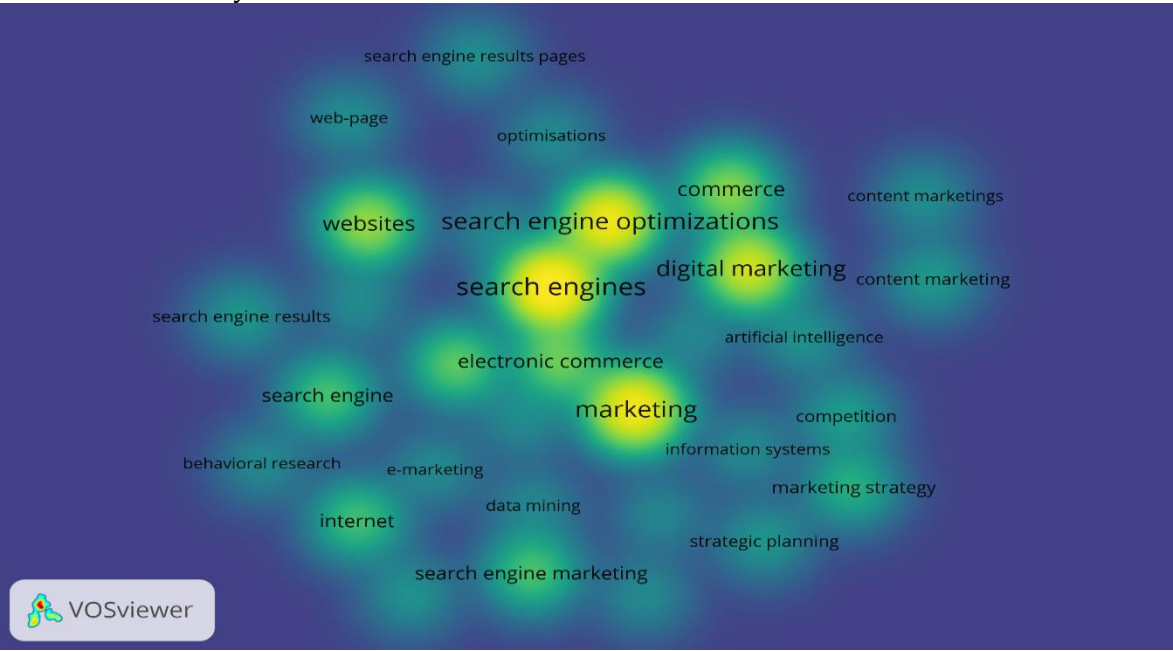 search engine results pages
web-page
optimisations
commerce
content marketings
websites
search engine optimizations
digital marketing
content marketing
search engines
search engine results
artificial intelligence
electronic commerce
search engine
marketing
competition
information systems
behavioral research
e-marketing
marketing strategy
data mining
internet
strategic planning
search engine marketing
VOSviewer